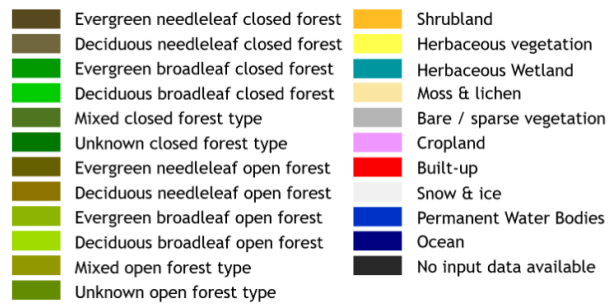 Evergreen needleleaf closed forest
Deciduous needleleaf closed forest
Evergreen broadleaf closed forest
Deciduous broadleaf closed forest
Mixed closed forest type
Unknown closed forest type
Evergreen needleleaf open forest
Deciduous needleleaf open forest
Evergreen broadleaf open forest
Deciduous broadleaf open forest
Mixed open forest type
Unknown open forest type
Shrubland
Herbaceous vegetation
Herbaceous Wetland
Moss & lichen
Bare / sparse vegetation
Cropland
Built-up
Snow & ice
Permanent Water Bodies
Ocean
No input data available